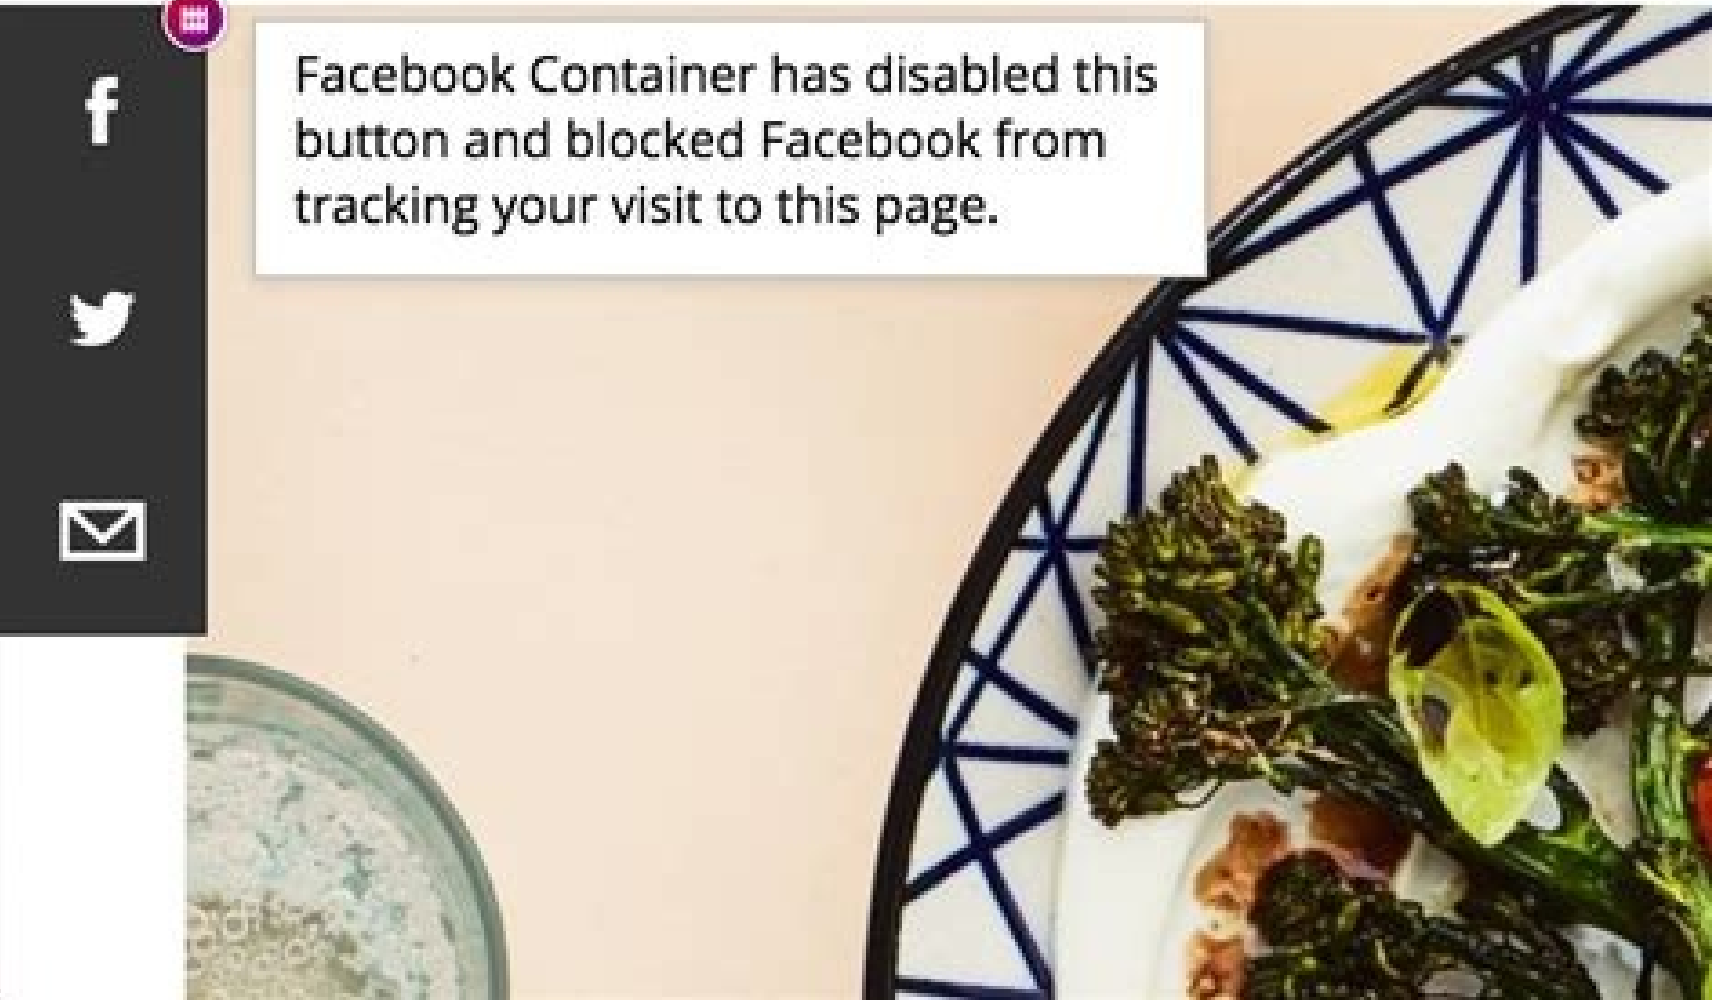 Facebook Container has disabled this
button and blocked Facebook from
tracking your visit to this page.